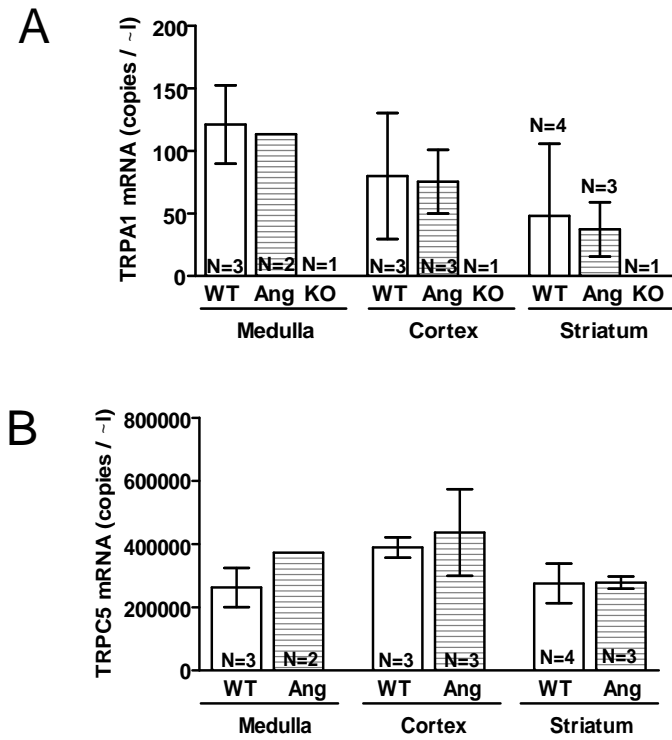 A
TRPA1 mRNA (copies / ~l)
150
100
50
0
200
N=3 N=2 N=1
N=3 N=3 N=1
N=4 N=3 N=1
WT Ang KO WT Ang KO WT Ang KO
Medulla Cortex Striatum
B
TRPC5 mRNA (copies / ~l)
800000
600000
400000
200000
0
N=3 N=2 N=3 N=3 N=4 N=3
WT Ang WT Ang WT Ang
Medulla Cortex Striatum